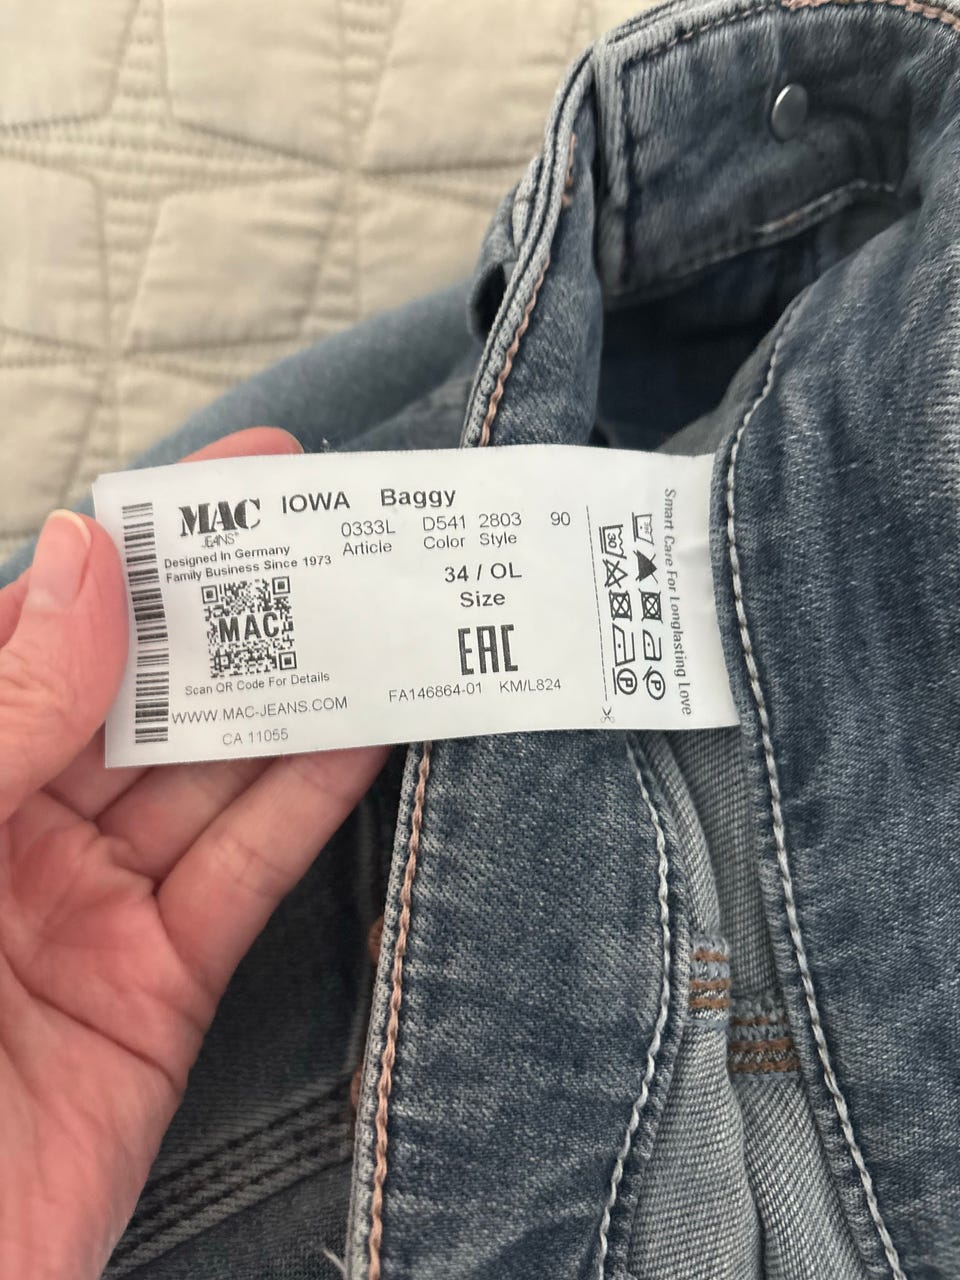 MAC IOWA Baggy
JEANS
0333L D541 2803 90
Article Color Style
Designed In Germany
Family Business Since 1973
34 / OL
Size
MAC
EAC
Scan QR Code For Details
FA146864-01 KM/L824
WWW.MAC-JEANS.COM
CA 11055
30
Smart Care For Longlasting Love